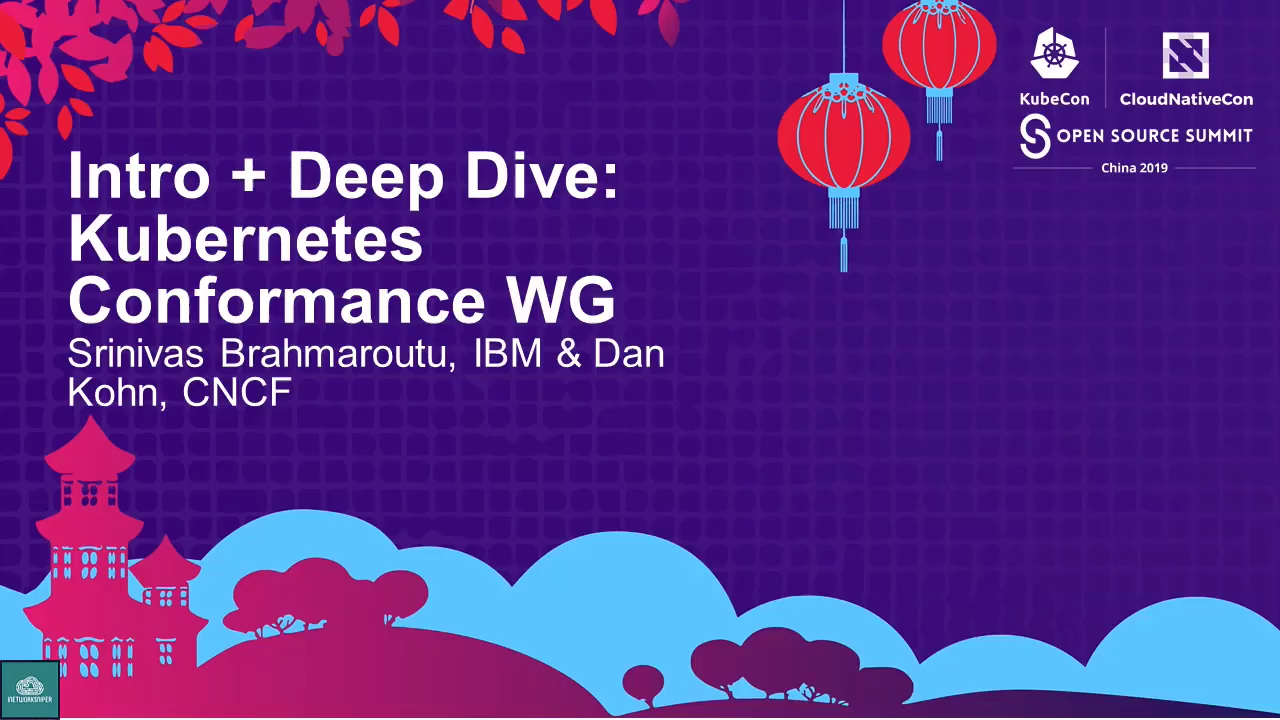 Intro + Deep Dive:
Kubernetes
Conformance WG
Srinivas Brahmaroutu, IBM & Dan
Kohn, CNCF
KubeCon
CloudNativeCon
OPEN SOURCE SUMMIT
China 2019
INETWORKSNIPER